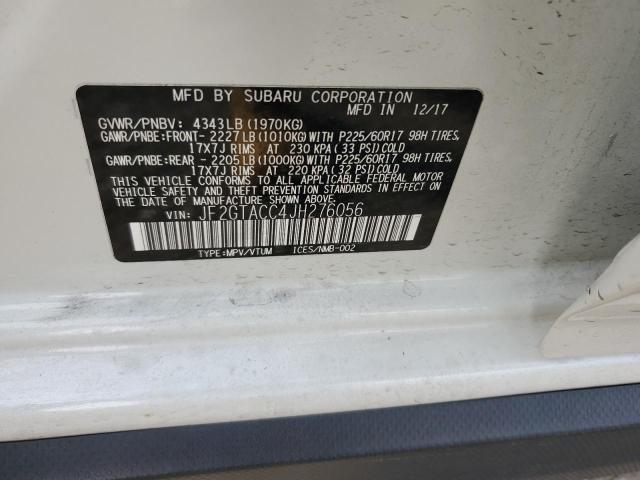 MFD BY SUBARU CORPORATION
MFD IN 12/17
GVWR/PNBV: 4343LB(1970KG)
GAWR/PNBE:FRONT- 2227LB(1010KG)WITH P225/60R17 98H TIRES,
17X7J RIMS AT 230 KPA(33 PSI)COLD
GAWR/PNBE:REAR - 2205LB(1000KG)WITH P225/60R17 98H TIRES,
17X7J RIMS AT 220 KPA(32 PSI)COLD
THIS VEHICLE CONFORMS TO ALL APPLICABLE FEDERAL MOTOR
VEHICLE SAFETY AND THEFT PREVENTION STANDARDS IN EFFECT ON
THE DATE OF MANUFACTURE SHOWN ABOVE.
VIN: JF2GTACC4JH276056
TYPE:MPV/VTUM ICES/NMB-002